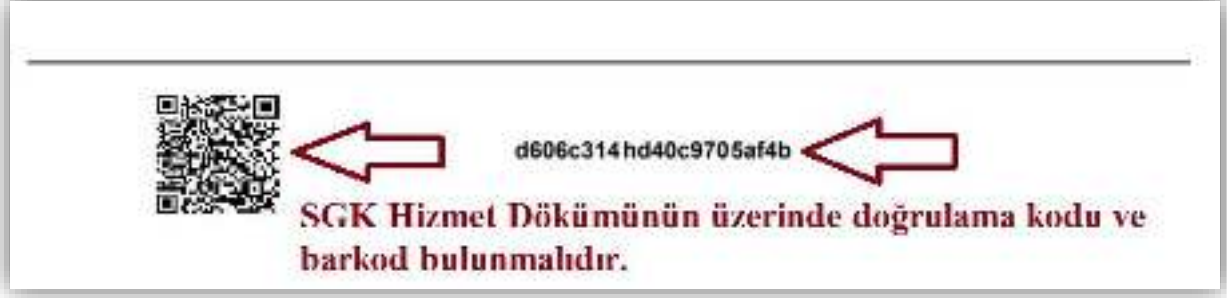 d606c314hd40c9705af4b
SGK Hizmet Dökümünün üzerinde doğrulama kodu ve
barkod bulunmalıdır.